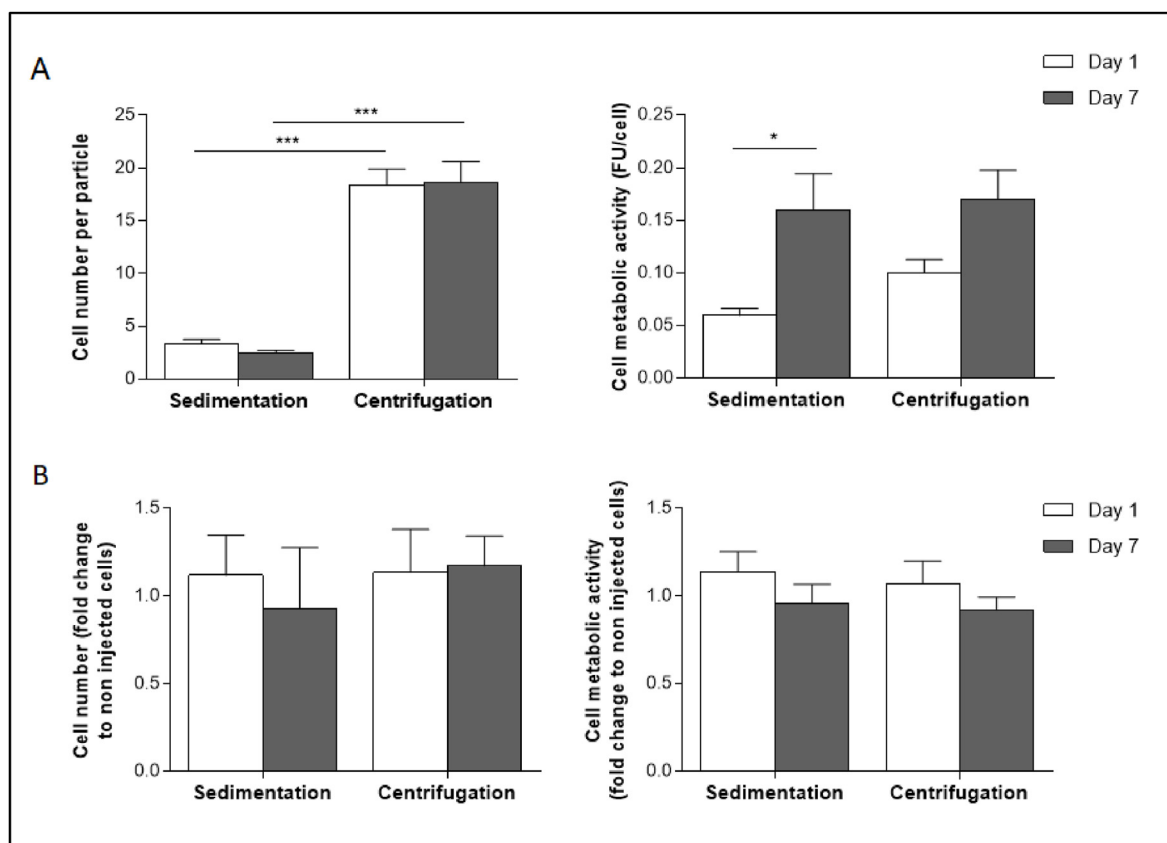 A
Day 1
Day 7
Cell number per particle
25
20
15
10
5
0
***
***
Sedimentation
Centrifugation
Cell metabolic activity (FU/cell)
0.25
0.20
0.15
0.10
0.05
0.00
*
Sedimentation
Centrifugation
B
Cell number (fold change
to non injected cells)
1.5
1.0
0.5
0.0
Sedimentation
Centrifugation
Cell metabolic activity
(fold change to non injected cells)
1.5
1.0
0.5
0.0
Sedimentation
Centrifugation
Day 1
Day 7